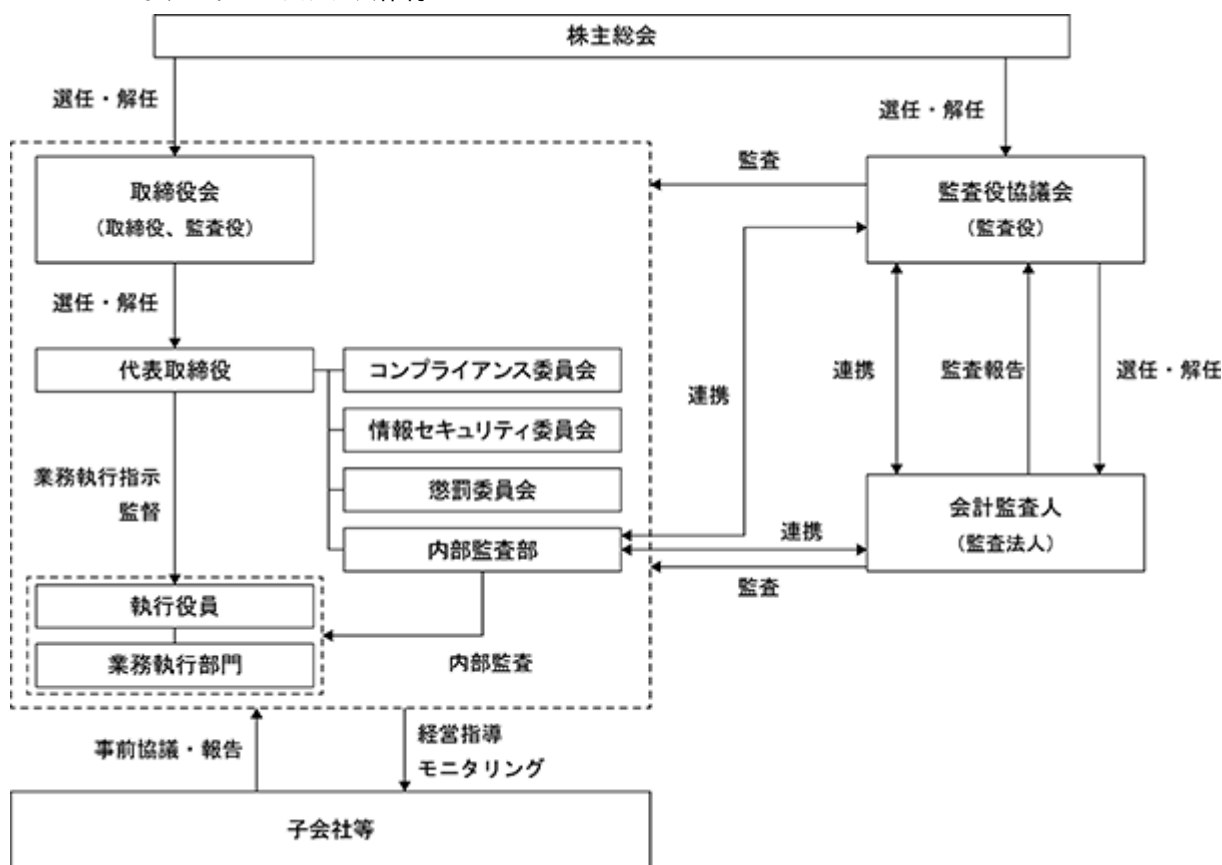 株主総会
選任・解任
選任・解任
取締役会
（取締役、監査役）
監査
監査役協議会
（監査役）
選任・解任
代表取締役
コンプライアンス委員会
情報セキュリティ委員会
懲罰委員会
内部監査部
連携
連携
監査報告
選任・解任
業務執行指示
監督
連携
会計監査人
（監査法人）
監査
執行役員
業務執行部門
内部監査
事前協議・報告
経営指導
モニタリング
子会社等